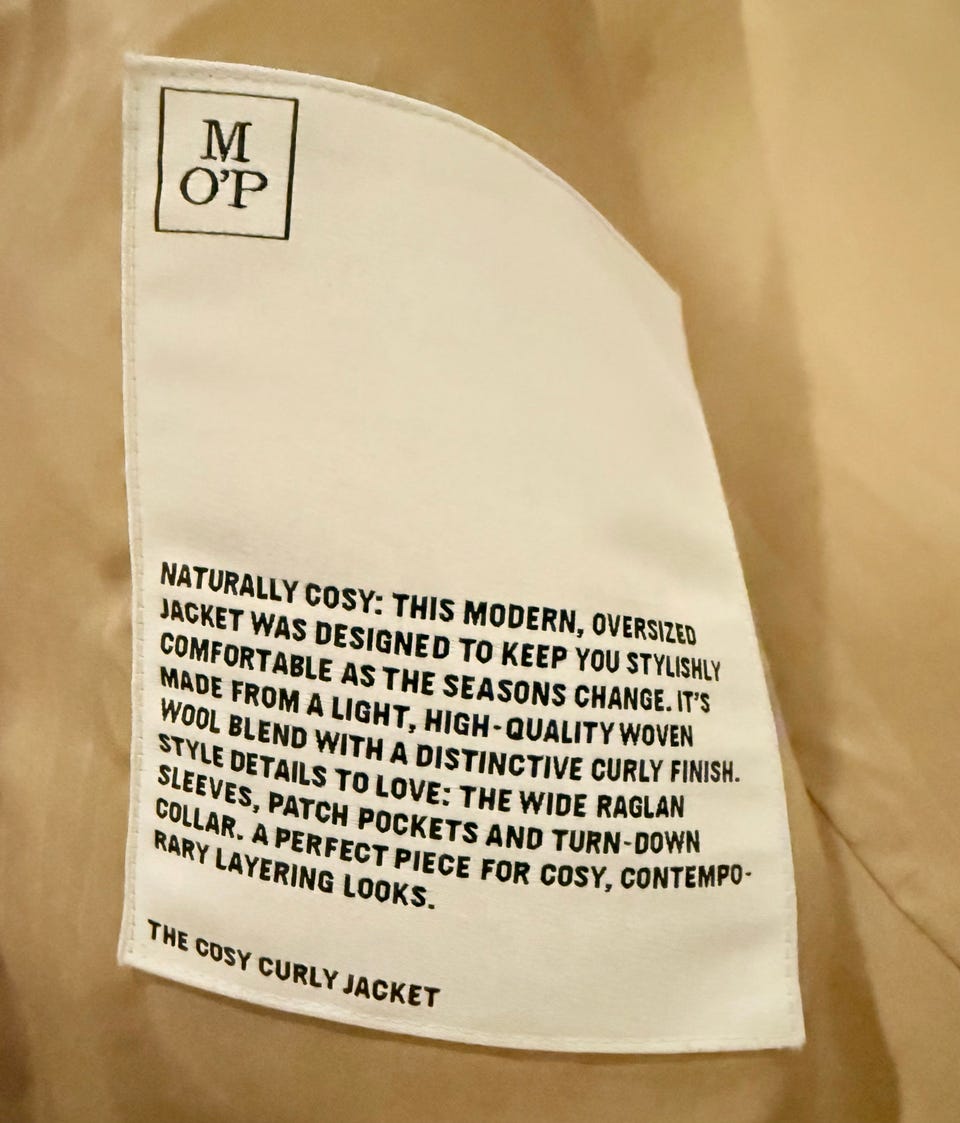 M
O'P
NATURALLY COSY: THIS MODERN, OVERSIZED
JACKET WAS DESIGNED TO KEEP YOU STYLISHLY
COMFORTABLE AS THE SEASONS CHANGE. IT'S
MADE FROM A LIGHT, HIGH-QUALITY WOVEN
WOOL BLEND WITH A DISTINCTIVE CURLY FINISH.
STYLE DETAILS TO LOVE: THE WIDE RAGLAN
SLEEVES, PATCH POCKETS AND TURN-DOWN
COLLAR. A PERFECT PIECE FOR COSY, CONTEMPO-
RARY LAYERING LOOKS.
THE COSY CURLY JACKET